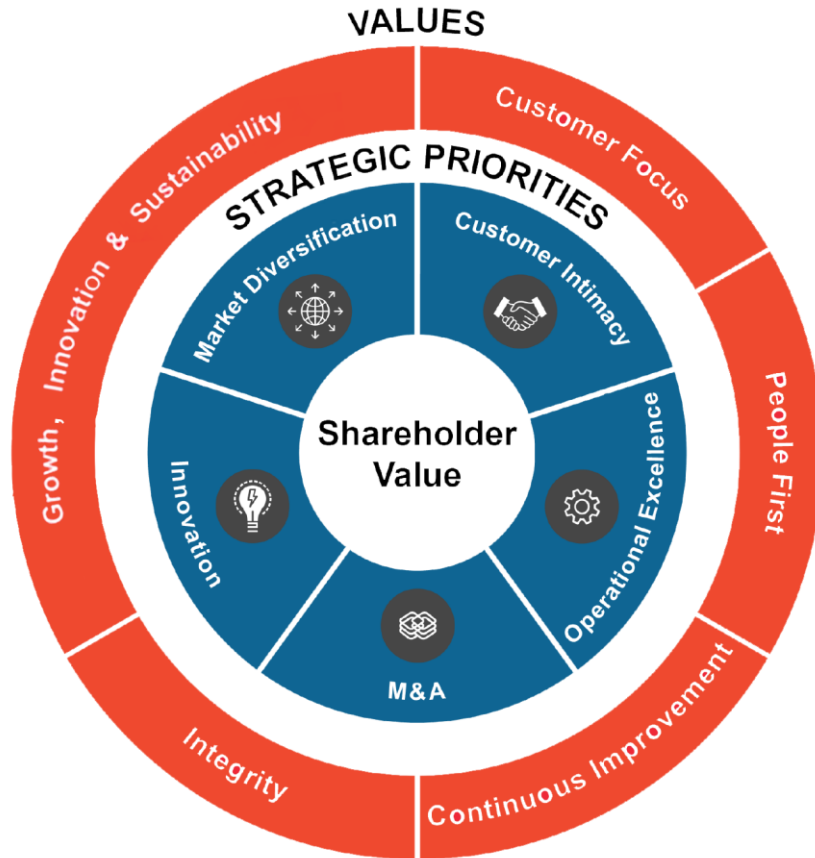 VALUES
Customer Focus
People First
Continuous Improvement
Integrity
Growth, Innovation & Sustainability
STRATEGIC PRIORITIES
Customer Intimacy
Operational Excellence
M&A
Innovation
Market Diversification
Shareholder
Value